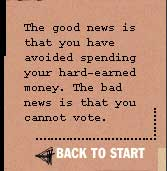 The good news is
that you have
avoided spending
your hard-earned
money. The bad
news is that you
cannot vote.
BACK TO START